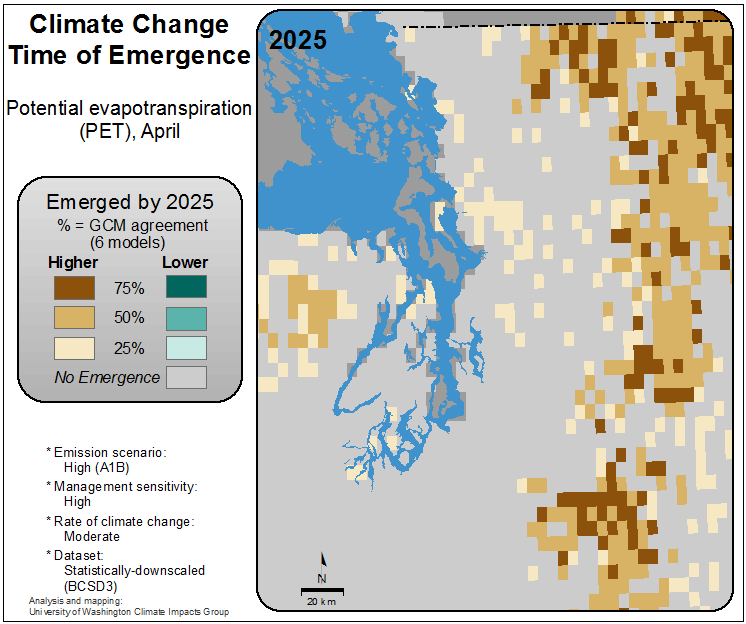 Climate Change
Time of Emergence
Potential evapotranspiration
(PET), April
Emerged by 2025
% = GCM agreement
(6 models)
Higher Lower
75%
50%
25%
No Emergence
* Emission scenario:
High (A1B)
* Management sensitivity:
High
* Rate of climate change:
Moderate
* Dataset:
Statistically-downscaled
(BCSD3)
Analysis and mapping:
University of Washington Climate Impacts Group
2025
N
20 km